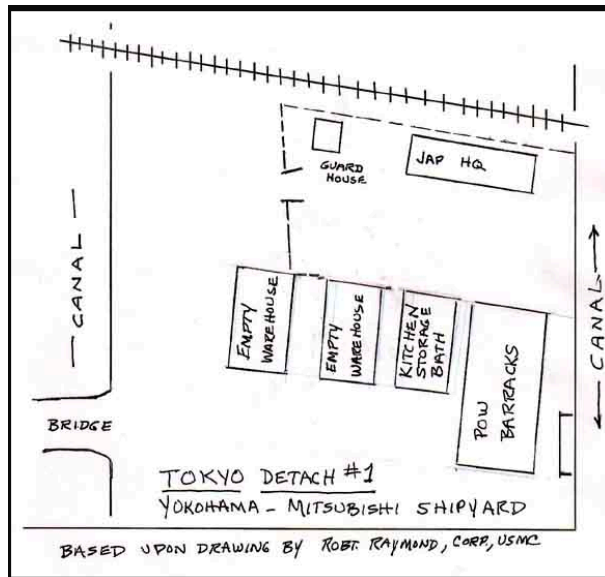 GUARD
HOUSE
JAP HQ
CANAL
CANAL
EMPTY
WAREHOUSE
EMPTY
WAREHOUSE
KITCHEN
STORAGE
BATH
POW
BARRACKS
BRIDGE
TOKYO DETACH #1
YOKOHAMA - MITSUBISHI SHIPYARD
BASED UPON DRAWING BY ROBT. RAYMOND, CORP., USMC